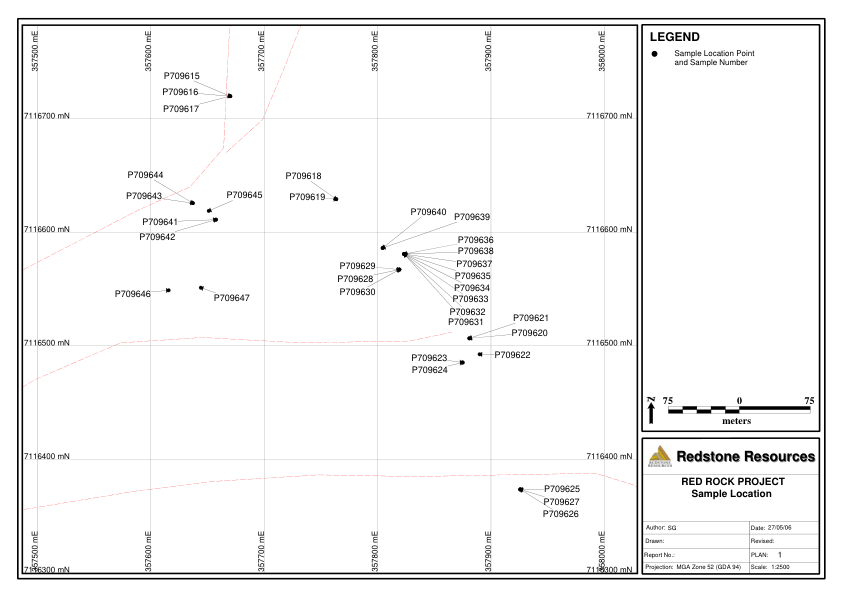 357500 mE
357600 mE
357700 mE
357800 mE
357900 mE
358000 mE
P709615
P709616
P709617
7116700 mN
7116700 mN
P709644
P709643
P709645
P709641
P709642
P709618
P709619
P709640
P709639
7116600 mN
7116600 mN
P709636
P709638
P709637
P709635
P709634
P709633
P709632
P709631
P709629
P709628
P709630
P709646
P709647
P709621
P709620
P709622
P709623
P709624
7116500 mN
7116500 mN
7116400 mN
7116400 mN
P709625
P709627
P709626
357500 mE
357600 mE
357700 mE
357800 mE
357900 mE
358000 mE
7116300 mN
7116300 mN
LEGEND
Sample Location Point
and Sample Number
N
75 0 75
meters
REDSTONE
RESOURCES
Redstone Resources
RED ROCK PROJECT
Sample Location
Author: SG
Date: 27/05/06
Drawn:
Revised:
Report No.:
PLAN: 1
Projection: MGA Zone 52 (GDA 94)
Scale: 1:2500